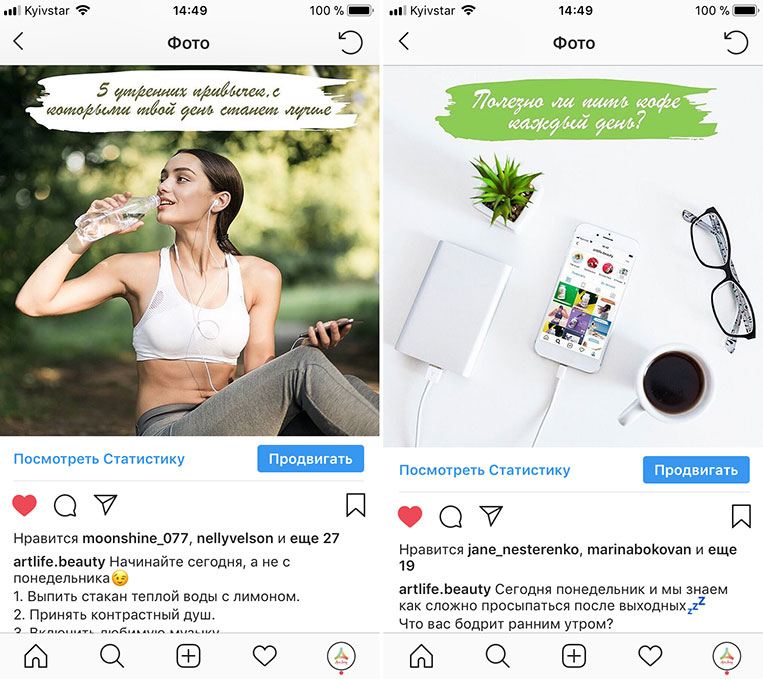 Kyivstar 14:49 100 %
Фото
5 утренних привычек, с
которыми твой день станет лучше
Посмотреть Статистику Продвигать
Нравится moonshine_077, nellyvelson и еще 27
artlife.beauty Начинайте сегодня, а не с
понедельника😉
1. Выпить стакан теплой воды с лимоном.
2. Принять контрастный душ.
3. Включить любимую музыку
Kyivstar 14:49 100 %
Фото
Полезно ли пить кофе
каждый день?
Посмотреть Статистику Продвигать
Нравится jane_nesterenko, marinabokovan и еще
19
artlife.beauty Сегодня понедельник и мы знаем
как сложно просыпаться после выходных💤
Что вас бодрит ранним утром?